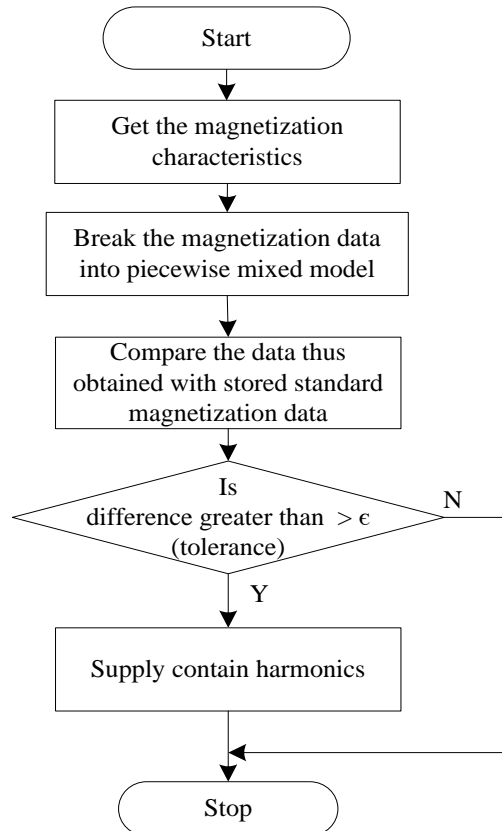 Start
Get the magnetization
characteristics
Break the magnetization data
into piecewise mixed model
Compare the data thus
obtained with stored standard
magnetization data
Is
difference greater than > ϵ
(tolerance)
N
Y
Supply contain harmonics
Stop